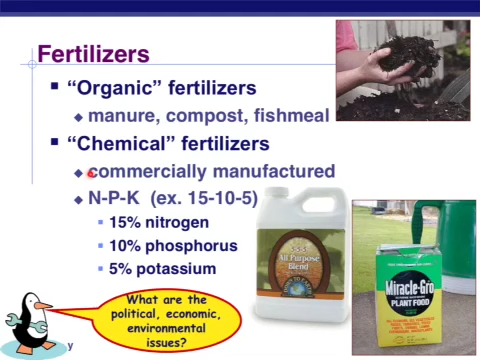 Fertilizers
“Organic” fertilizers
manure, compost, fishmeal
“Chemical” fertilizers
commercially manufactured
N-P-K (ex. 15-10-5)
15% nitrogen
10% phosphorus
5% potassium
What are the
political, economic,
environmental
issues?
y
All Purpose
Blend
Miracle-Gro
PLANT FOOD